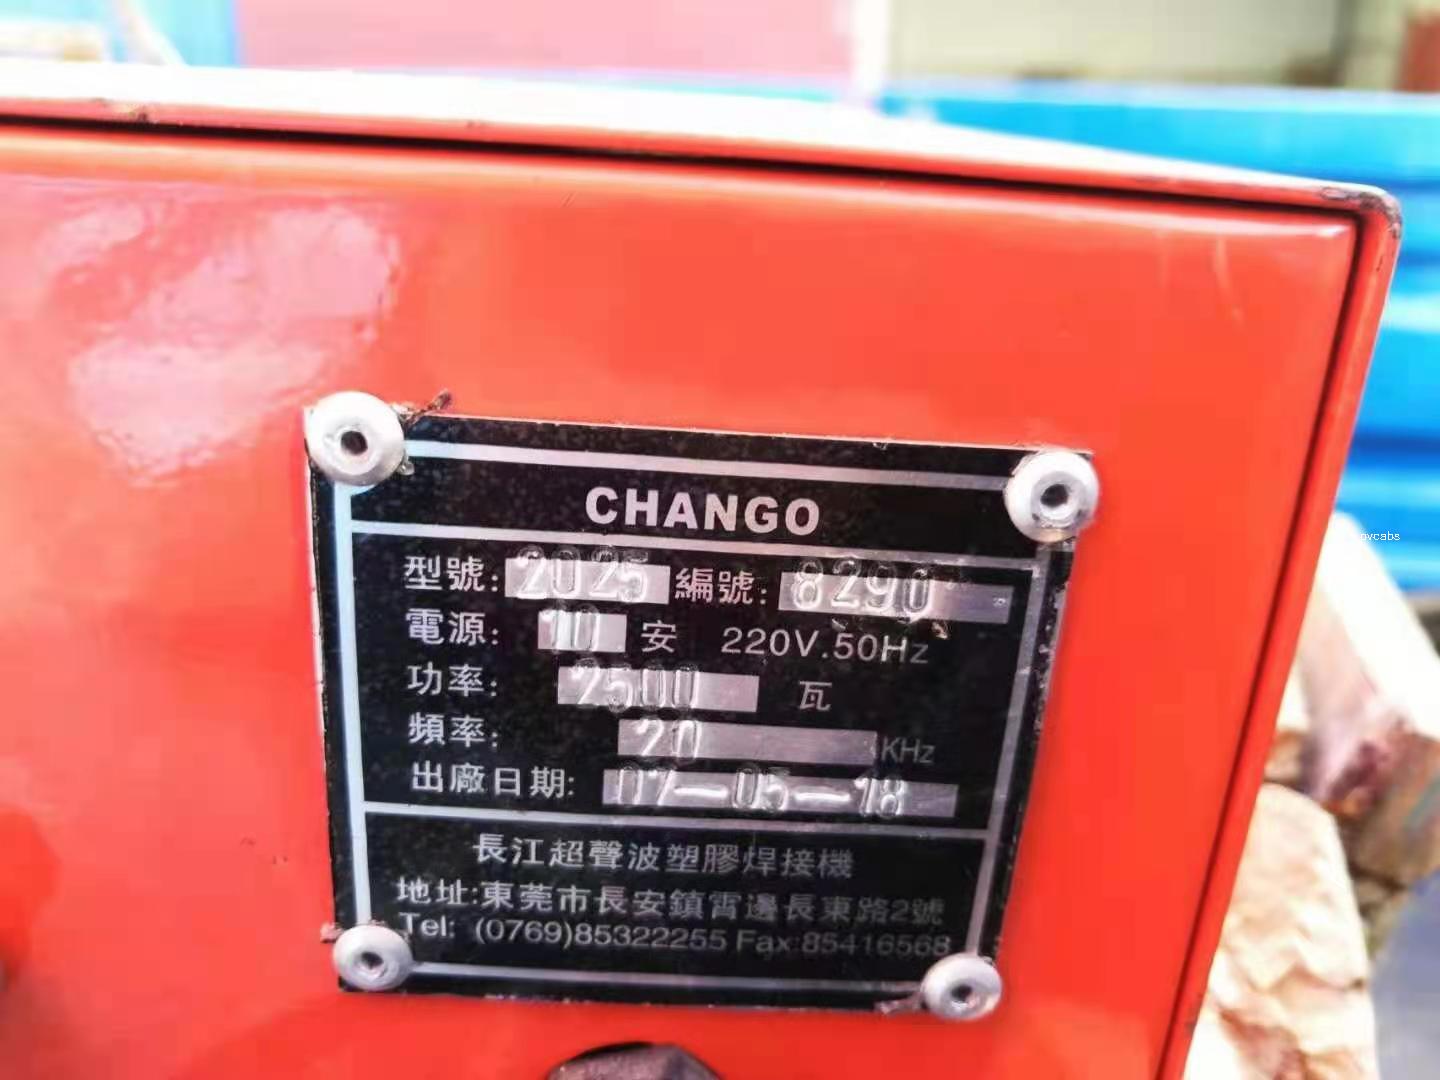 CHANGO
型號: 2025 編號: 8290
電源: 10 安 220V.50Hz
功率: 2500 瓦
頻率: 20 KHz
出廠日期: 07-05-18
長江超聲波塑膠焊接機
地址:東莞市長安鎮霄邊長東路2號
Tel: (0769)85322255 Fax:85416568
ovcabs